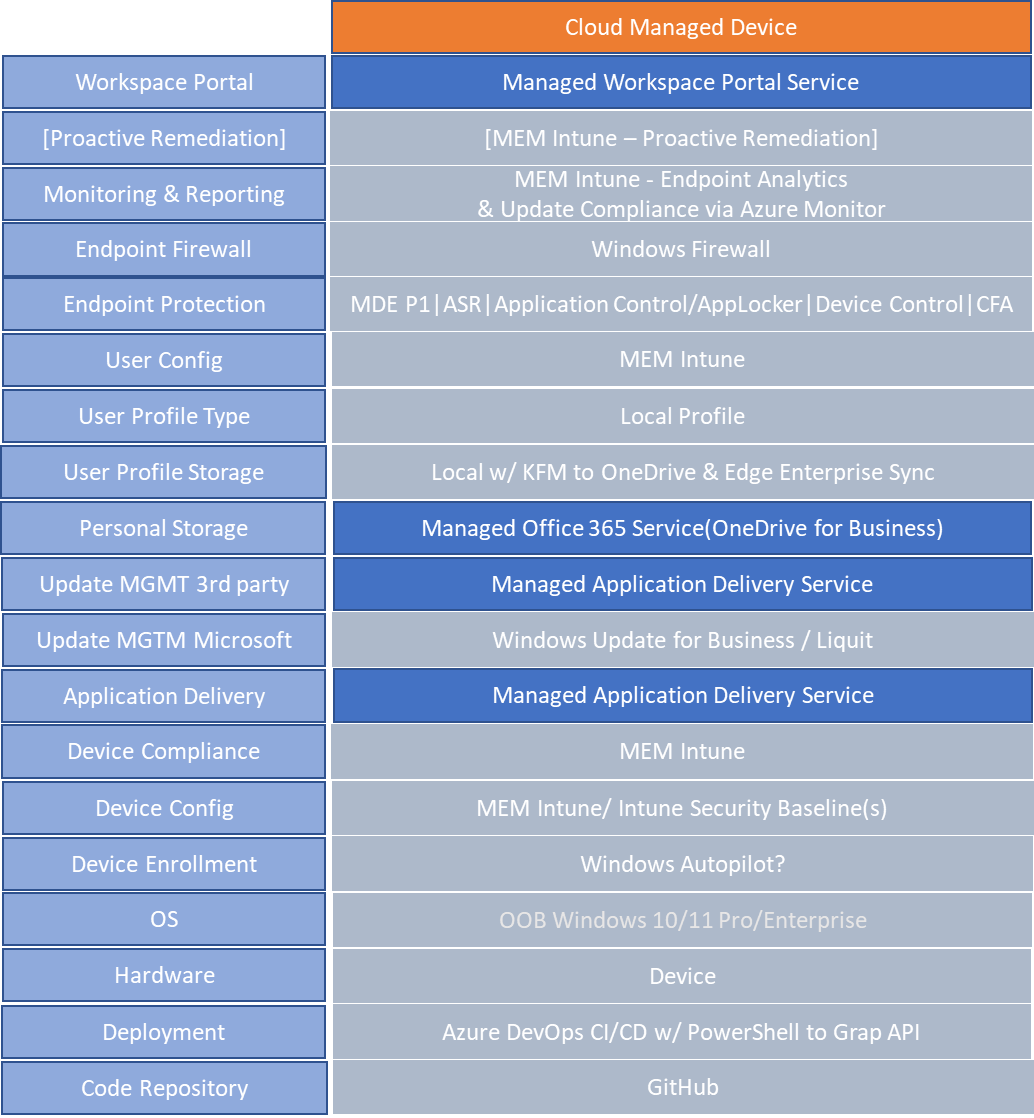 Cloud Managed Device
Workspace Portal
Managed Workspace Portal Service
[Proactive Remediation]
[MEM Intune – Proactive Remediation]
Monitoring & Reporting
MEM Intune - Endpoint Analytics
& Update Compliance via Azure Monitor
Endpoint Firewall
Windows Firewall
Endpoint Protection
MDE P1|ASR|Application Control/AppLocker|Device Control|CFA
User Config
MEM Intune
User Profile Type
Local Profile
User Profile Storage
Local w/ KFM to OneDrive & Edge Enterprise Sync
Personal Storage
Managed Office 365 Service(OneDrive for Business)
Update MGMT 3rd party
Managed Application Delivery Service
Update MGTM Microsoft
Windows Update for Business / Liquit
Application Delivery
Managed Application Delivery Service
Device Compliance
MEM Intune
Device Config
MEM Intune/ Intune Security Baseline(s)
Device Enrollment
Windows Autopilot?
OS
OOB Windows 10/11 Pro/Enterprise
Hardware
Device
Deployment
Azure DevOps CI/CD w/ PowerShell to Grap API
Code Repository
GitHub